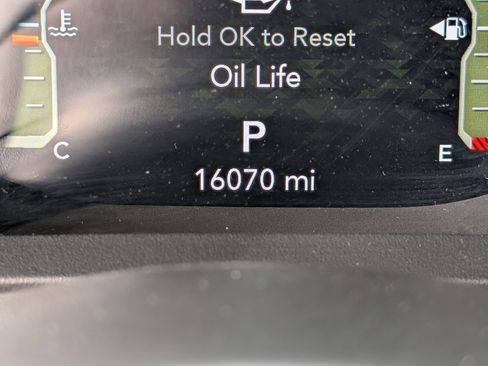 Hold OK to Reset
Oil Life
P
C
E
16070 mi